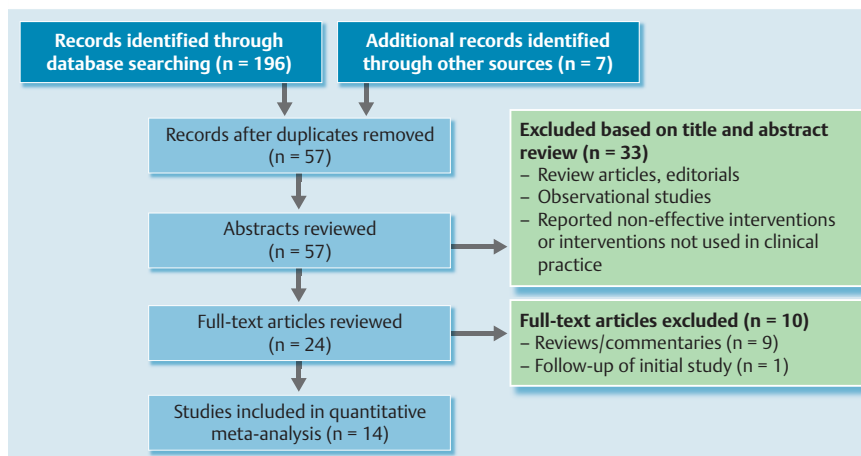 Records identified through
database searching (n = 196)
Additional records identified
through other sources (n = 7)
Records after duplicates removed
(n = 57)
Abstracts reviewed
(n = 57)
Excluded based on title and abstract
review (n = 33)
– Review articles, editorials
– Observational studies
– Reported non-effective interventions
or interventions not used in clinical
practice
Full-text articles reviewed
(n = 24)
Full-text articles excluded (n = 10)
– Reviews/commentaries (n = 9)
– Follow-up of initial study (n = 1)
Studies included in quantitative
meta-analysis (n = 14)